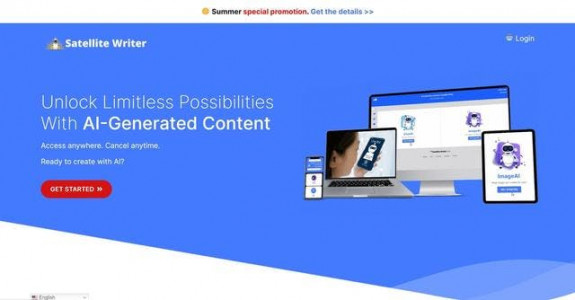 Summer special promotion. Get the details >>
Satellite Writer
Login
Unlock Limitless Possibilities
With AI-Generated Content
Access anywhere. Cancel anytime.
Ready to create with AI?
GET STARTED »
ImageAI
English